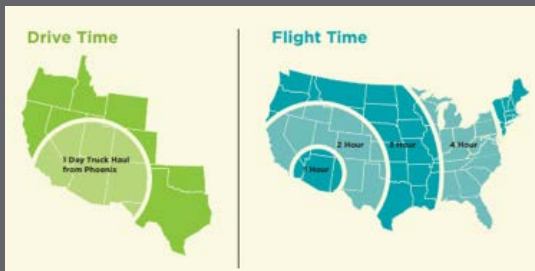 Drive Time
1 Day Truck Haul
from Phoenix
Flight Time
1 Hour
2 Hour
3 Hour
4 Hour